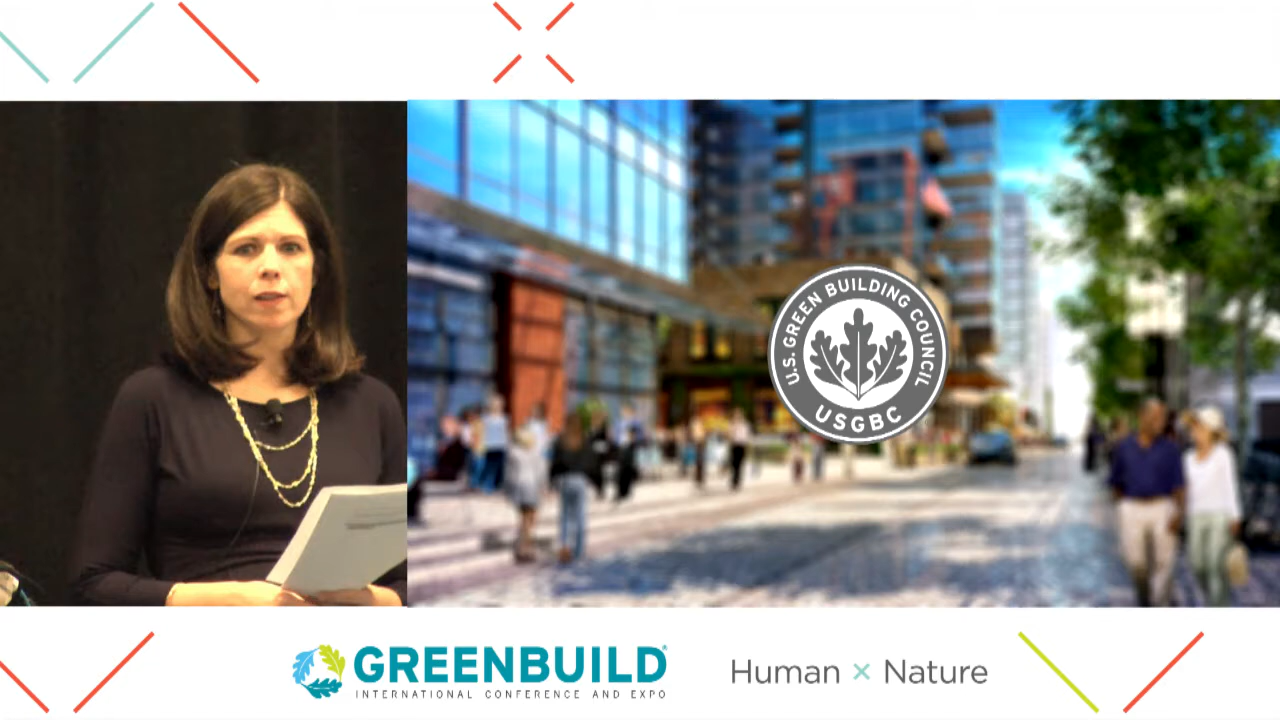 U.S. GREEN BUILDING COUNCIL
USGBC
GREENBUILD®
INTERNATIONAL CONFERENCE AND EXPO
Human × Nature